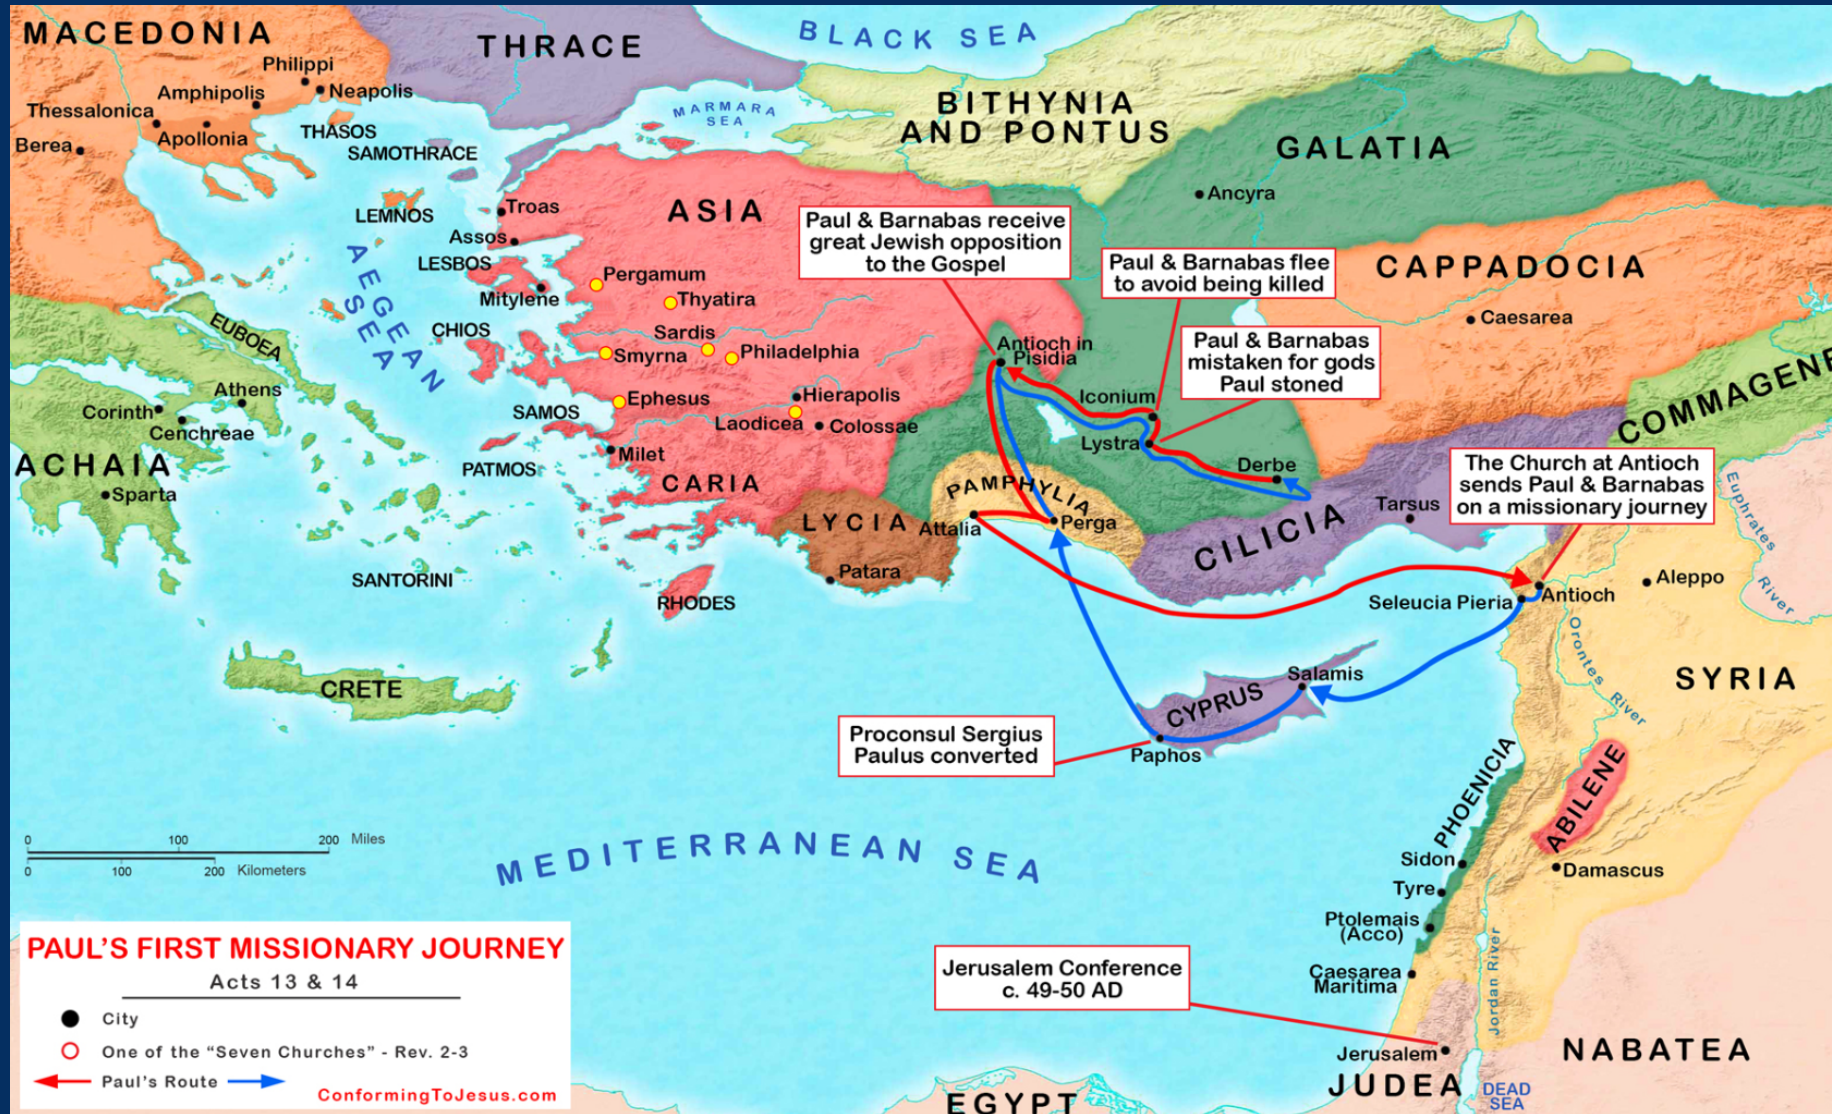 MACEDONIA
THRACE
BLACK SEA
Philippi
Amphipolis
Neapolis
Thessalonica
Apollonia
Berea
THASOS
SAMOTHRACE
MARMARA
SEA
BITHYNIA
AND PONTUS
GALATIA
Ancyra
LEMNOS
Troas
ASIA
Assos
LESBOS
Mitylene
Pergamum
Thyatira
AEGEAN
SEA
CHIOS
Sardis
Smyrna
Philadelphia
EUBOEA
Athens
Corinth
Cenchreae
ACHAIA
Sparta
SAMOS
Ephesus
Hierapolis
Laodicea
Colossae
PATMOS
Milet
CARIA
Paul & Barnabas receive
great Jewish opposition
to the Gospel
Paul & Barnabas flee
to avoid being killed
Paul & Barnabas
mistaken for gods
Paul stoned
CAPPADOCIA
Caesarea
COMMAGENE
Antioch in
Pisidia
Iconium
Lystra
Derbe
PAMPHYLIA
LYCIA
Attalia
Perga
Patara
CILICIA
Tarsus
The Church at Antioch
sends Paul & Barnabas
on a missionary journey
Euphrates
River
SANTORINI
RHODES
CRETE
Seleucia Pieria
Antioch
Aleppo
Orontes River
SYRIA
Salamis
CYPRUS
Paphos
Proconsul Sergius
Paulus converted
PHOENICIA
ABILENE
Sidon
Damascus
Tyre
Ptolemais
(Acco)
Caesarea
Maritima
Jordan River
MEDITERRANEAN SEA
0 100 200 Miles
0 100 200 Kilometers
Jerusalem Conference
c. 49-50 AD
Jerusalem
JUDEA
DEAD
SEA
NABATEA
EGYPT
PAUL'S FIRST MISSIONARY JOURNEY
Acts 13 & 14
City
One of the "Seven Churches" - Rev. 2-3
Paul's Route
ConformingToJesus.com